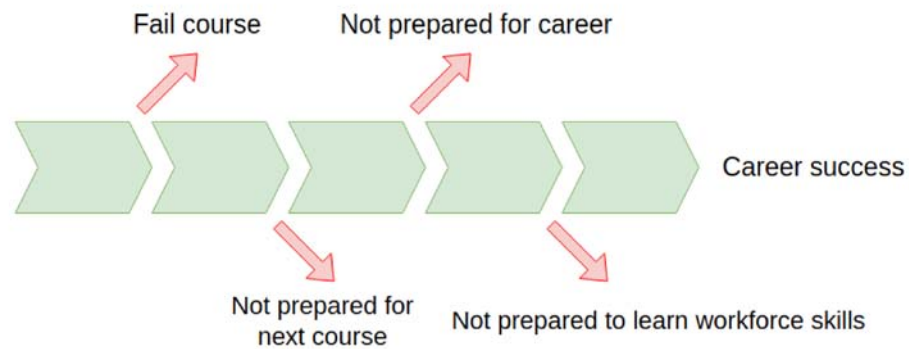 Fail course
Not prepared for career
Career success
Not prepared for
next course
Not prepared to learn workforce skills